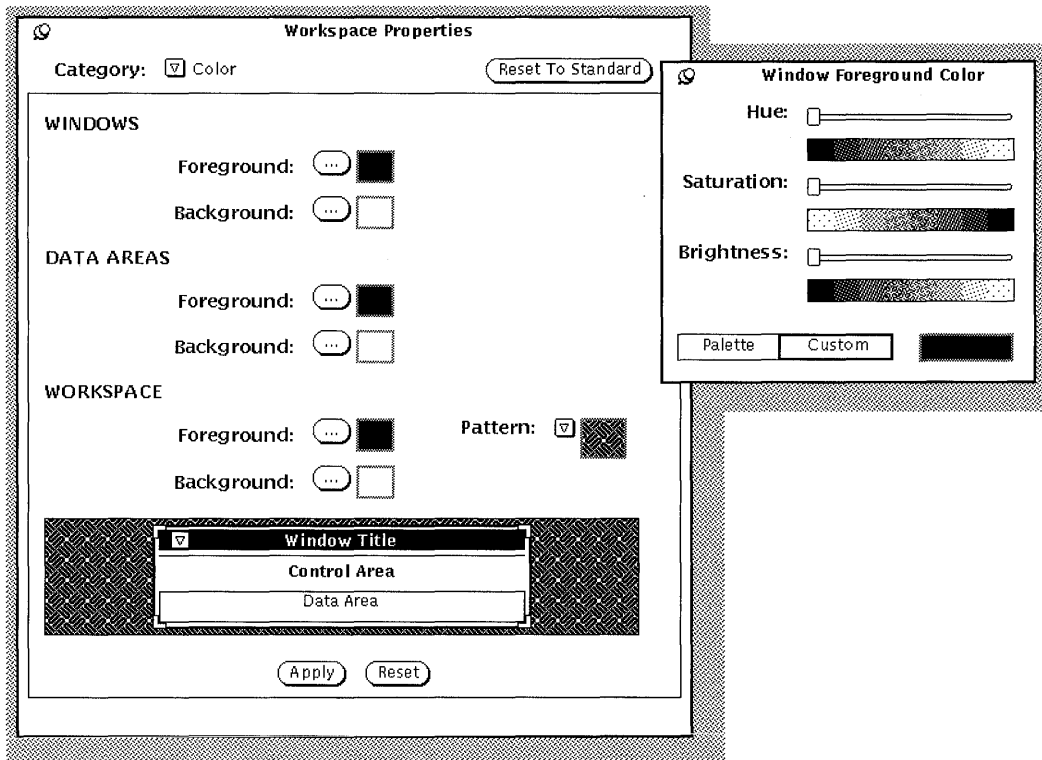 Workspace Properties
Category: Color
Reset To Standard
WINDOWS
Foreground: ...
Background: ...
DATA AREAS
Foreground: ...
Background: ...
WORKSPACE
Foreground: ...
Pattern:
Background: ...
Window Title
Control Area
Data Area
Apply Reset
Window Foreground Color
Hue:
Saturation:
Brightness:
Palette Custom